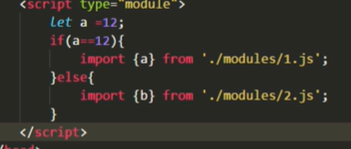 <script type="module">
let a =12;
if(a==12){
import {a} from './modules/1.js';
}else{
import {b} from './modules/2.js';
}
</script>